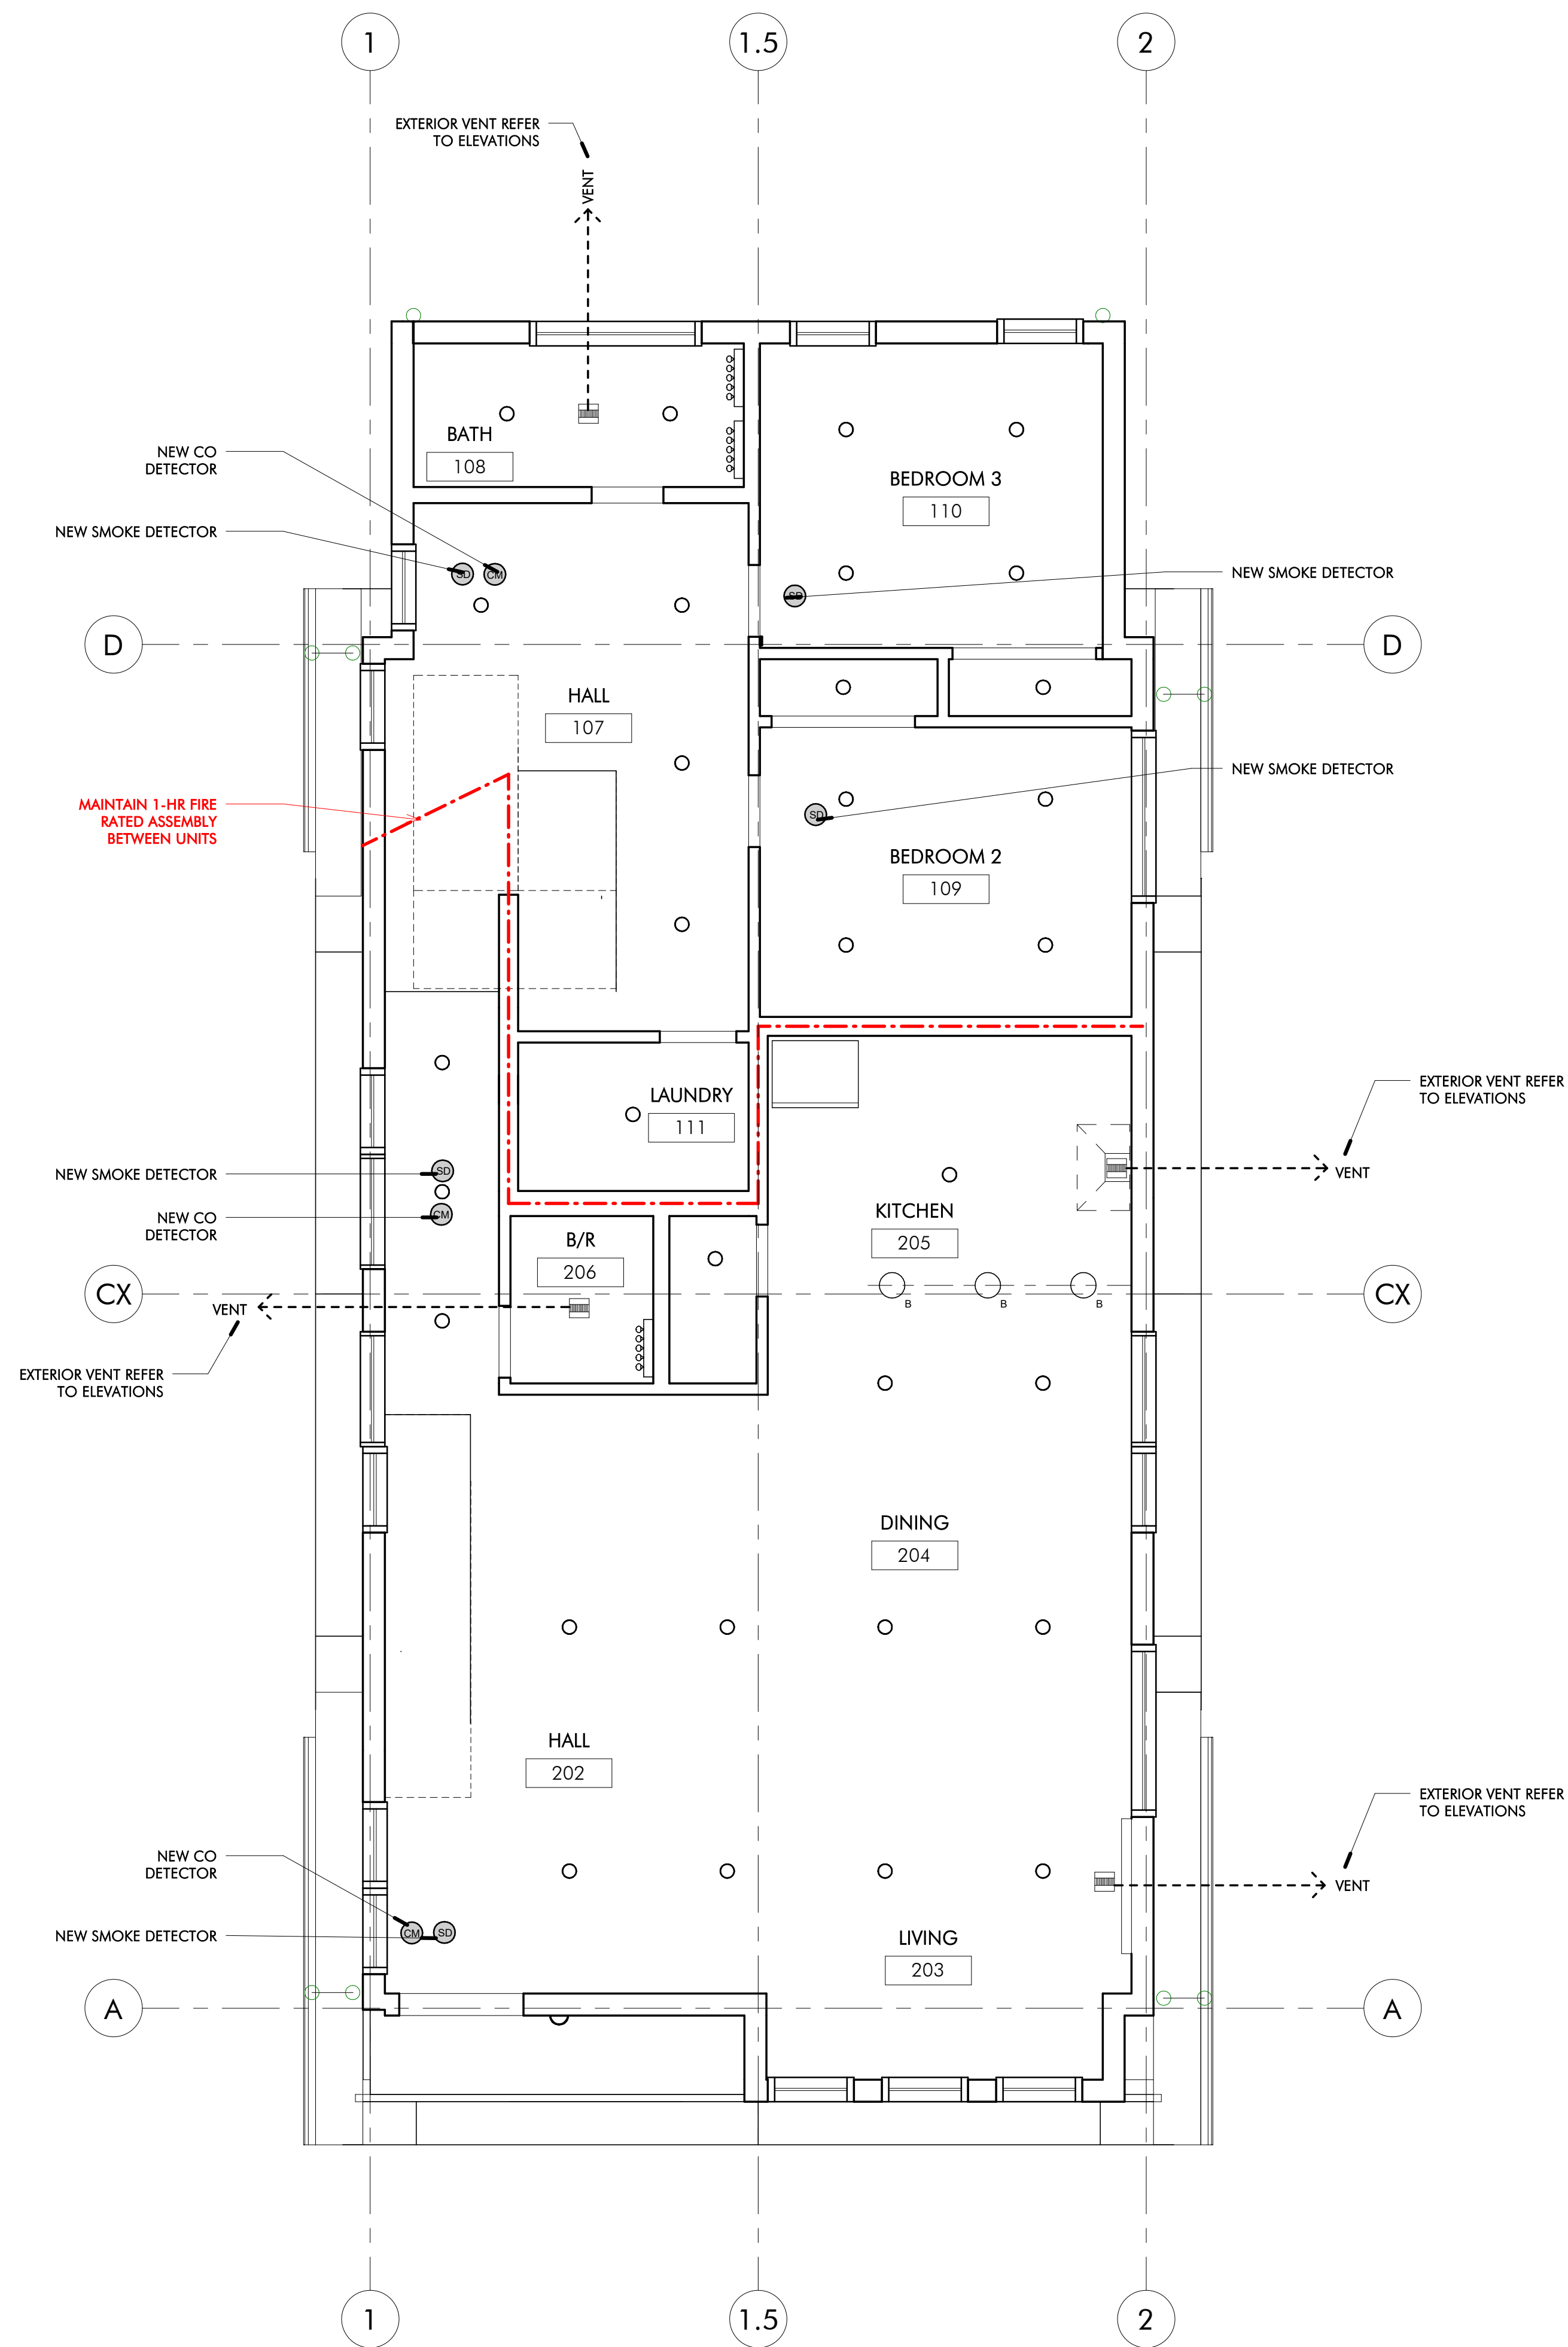 1
1.5
2
EXTERIOR VENT REFER
TO ELEVATIONS
VENT
BATH
108
NEW CO
DETECTOR
BEDROOM 3
110
NEW SMOKE DETECTOR
SD
CM
SD
NEW SMOKE DETECTOR
D
D
HALL
107
NEW SMOKE DETECTOR
MAINTAIN 1-HR FIRE
RATED ASSEMBLY
BETWEEN UNITS
SD
BEDROOM 2
109
LAUNDRY
111
EXTERIOR VENT REFER
TO ELEVATIONS
NEW SMOKE DETECTOR
SD
VENT
NEW CO
DETECTOR
CM
KITCHEN
205
B/R
206
CX
CX
VENT
B
B
B
EXTERIOR VENT REFER
TO ELEVATIONS
DINING
204
HALL
202
EXTERIOR VENT REFER
TO ELEVATIONS
NEW CO
DETECTOR
VENT
NEW SMOKE DETECTOR
CM
SD
LIVING
203
A
A
1
1.5
2